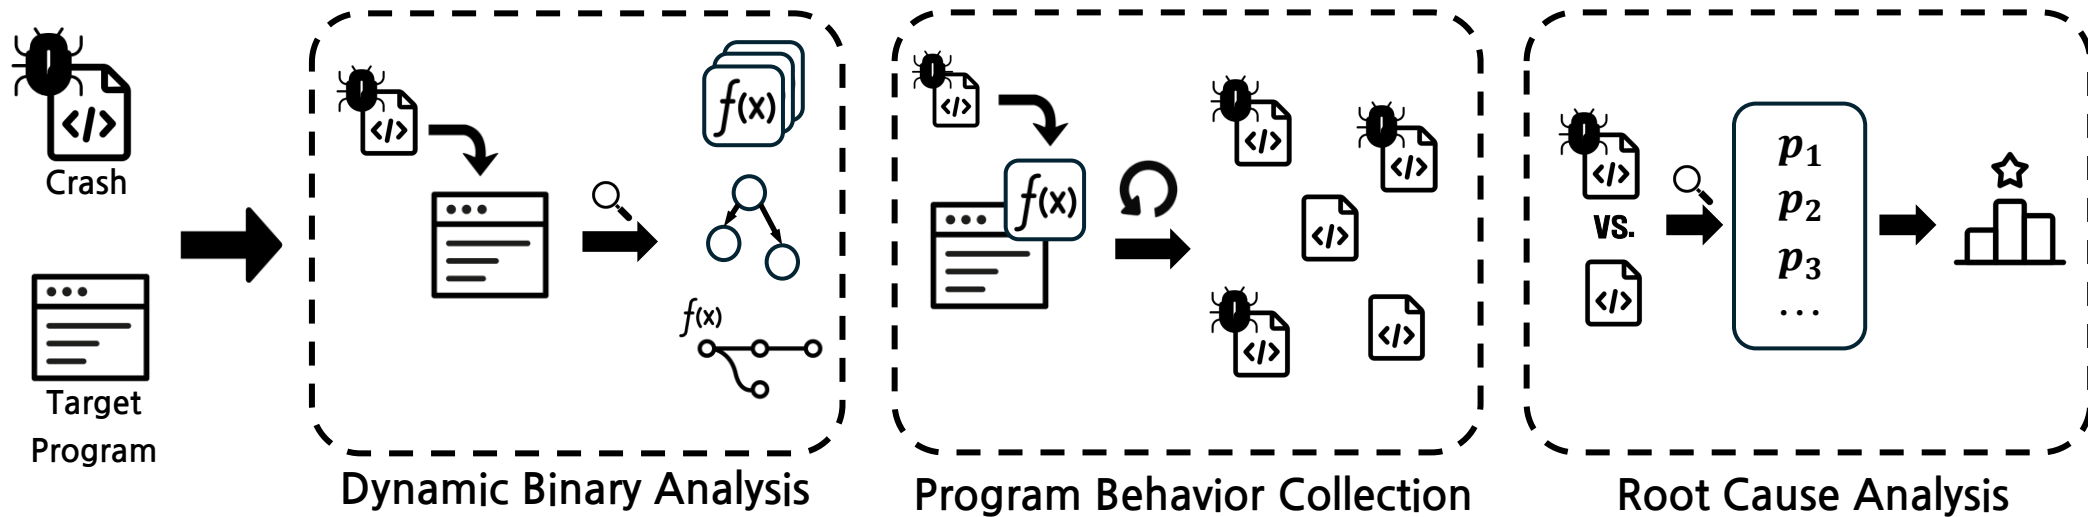 Crash
Target
Program
</>
</>
f(x)
f(x)
Dynamic Binary Analysis
</>
f(x)
</>
</>
</>
</>
</>
Program Behavior Collection
</>
vs.
</>
p1
p2
p3
...
Root Cause Analysis